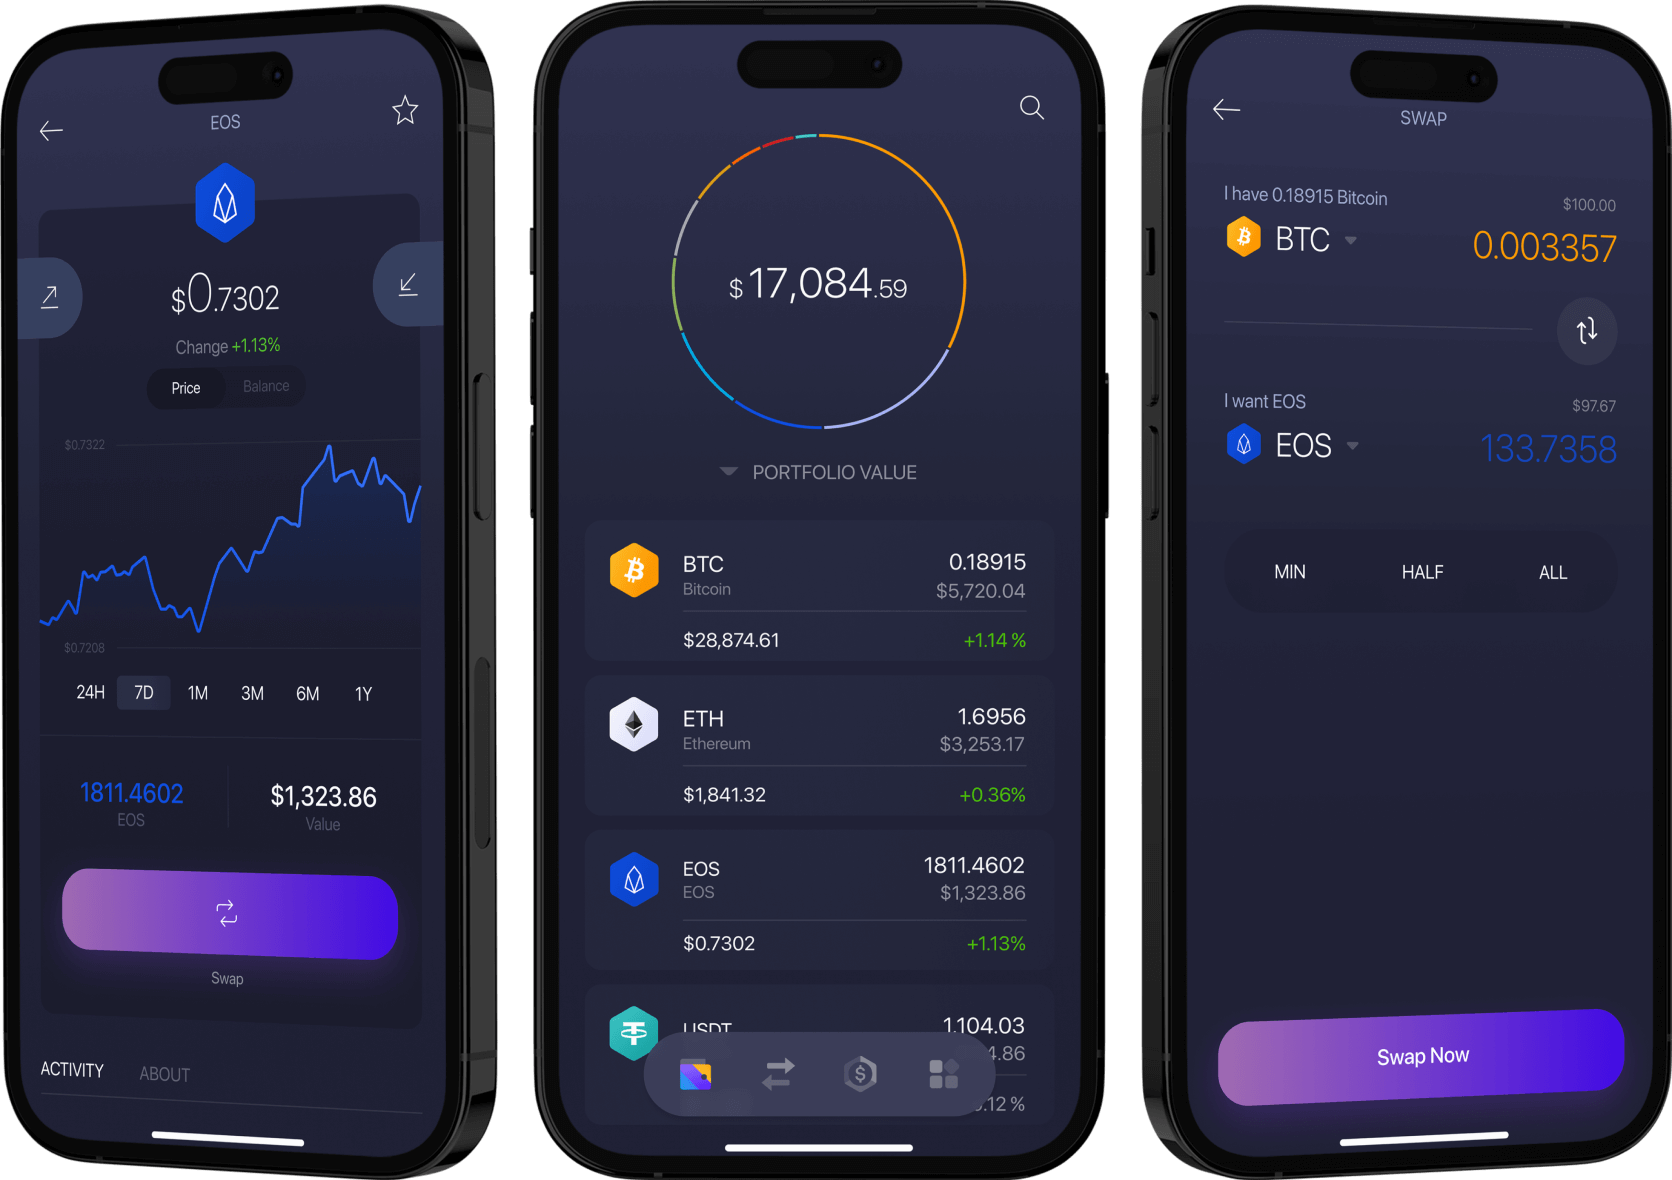 EOS
$0.7302
Change +1.13%
Price Balance
$0.7322
$0.7208
24H 7D 1M 3M 6M 1Y
1811.4602 $1,323.86
EOS Value
Swap
ACTIVITY ABOUT
$17,084.59
PORTFOLIO VALUE
BTC 0.18915
Bitcoin $5,720.04
$28,874.61 +1.14 %
ETH 1.6956
Ethereum $3,253.17
$1,841.32 +0.36%
EOS 1811.4602
EOS $1,323.86
$0.7302 +1.13%
USDT 1,104.03
4.86
.12 %
SWAP
I have 0.18915 Bitcoin $100.00
BTC 0.003357
I want EOS $97.67
EOS 133.7358
MIN HALF ALL
Swap Now